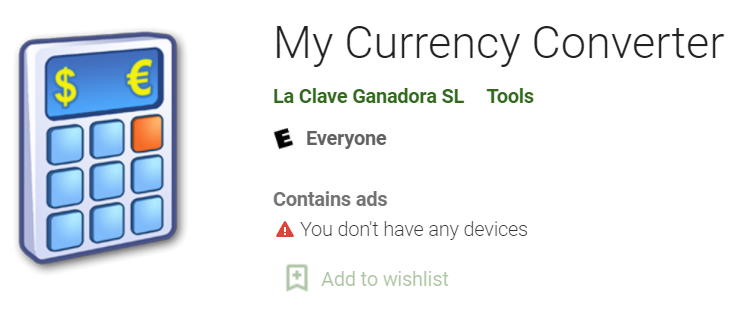 $ €
My Currency Converter
La Clave Ganadora SL Tools
E Everyone
Contains ads
You don't have any devices
Add to wishlist